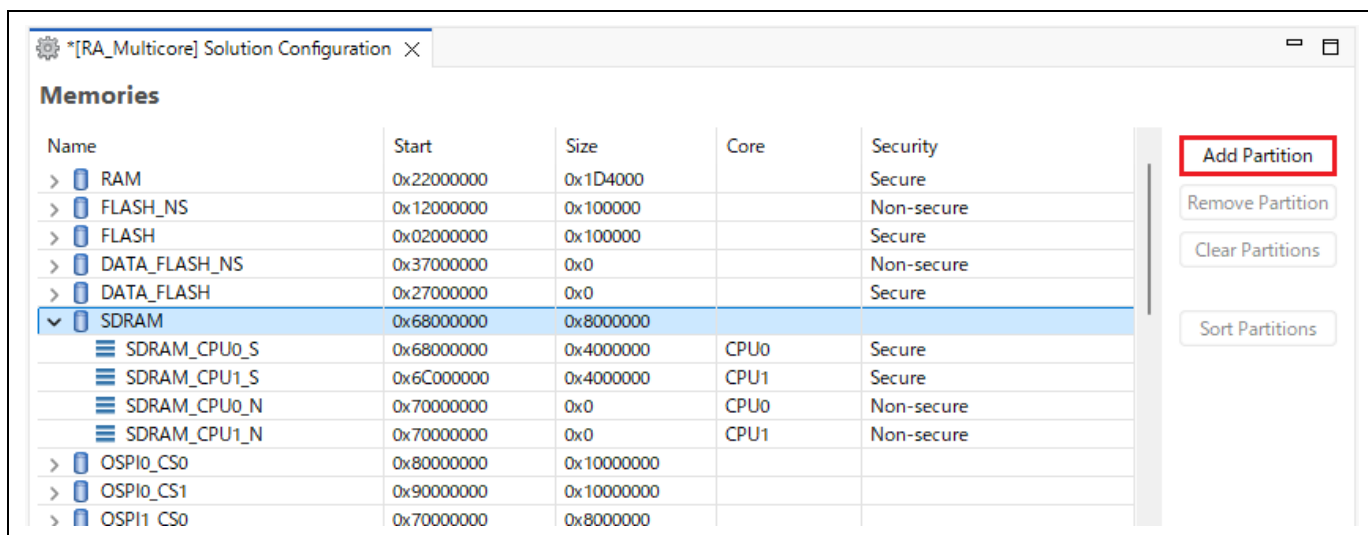 *[RA_Multicore] Solution Configuration
Memories
Name Start Size Core Security
RAM 0x22000000 0x1D4000 Secure
FLASH_NS 0x12000000 0x100000 Non-secure
FLASH 0x02000000 0x100000 Secure
DATA_FLASH_NS 0x37000000 0x0 Non-secure
DATA_FLASH 0x27000000 0x0 Secure
SDRAM 0x68000000 0x8000000
SDRAM_CPU0_S 0x68000000 0x4000000 CPU0 Secure
SDRAM_CPU1_S 0x6C000000 0x4000000 CPU1 Secure
SDRAM_CPU0_N 0x70000000 0x0 CPU0 Non-secure
SDRAM_CPU1_N 0x70000000 0x0 CPU1 Non-secure
OSPI0_CS0 0x80000000 0x10000000
OSPI0_CS1 0x90000000 0x10000000
OSPI1_CS0 0x70000000 0x8000000
Add Partition
Remove Partition
Clear Partitions
Sort Partitions